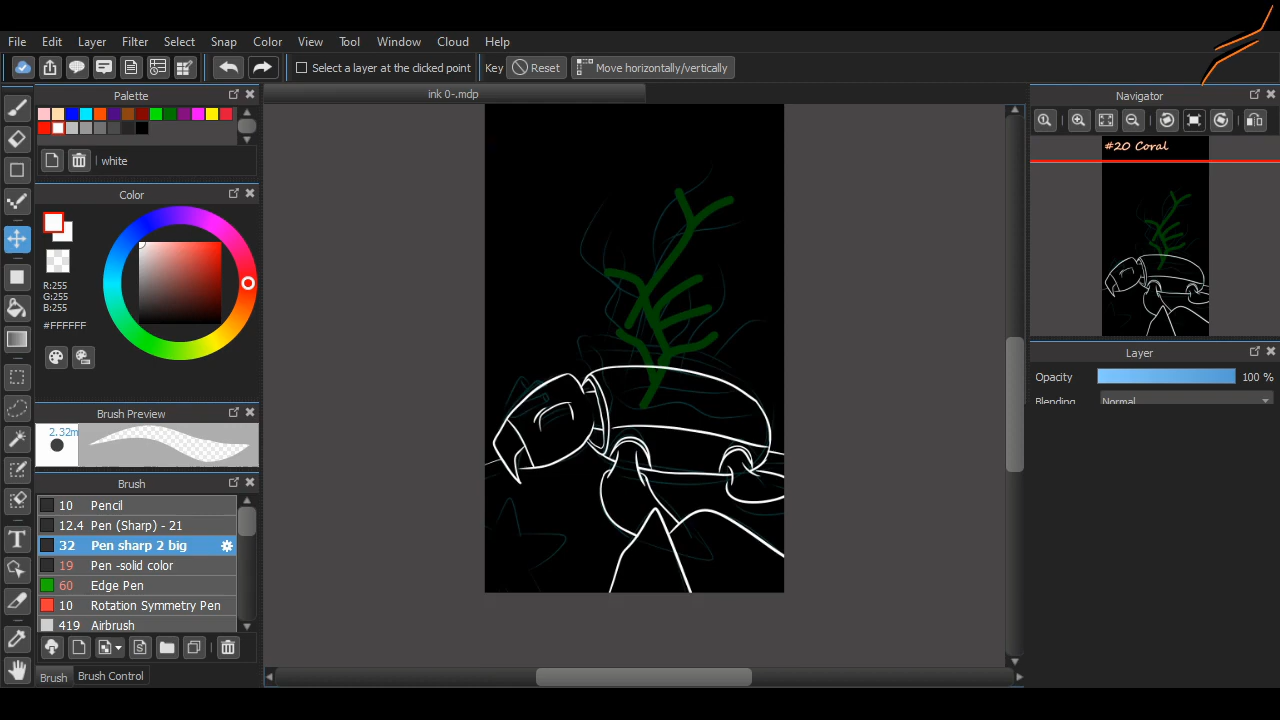 File Edit Layer Filter Select Snap Color View Tool Window Cloud Help
Select a layer at the clicked point Key Reset Move horizontally/vertically
Palette
white
Color
R:255
G:255
B:255
#FFFFFF
Brush Preview
2.32m
Brush
10 Pencil
12.4 Pen (Sharp) - 21
32 Pen sharp 2 big
19 Pen -solid color
60 Edge Pen
10 Rotation Symmetry Pen
419 Airbrush
Brush Brush Control
ink 0-.mdp
Navigator
#20 Coral
Layer
Opacity 100 %
Blending Normal